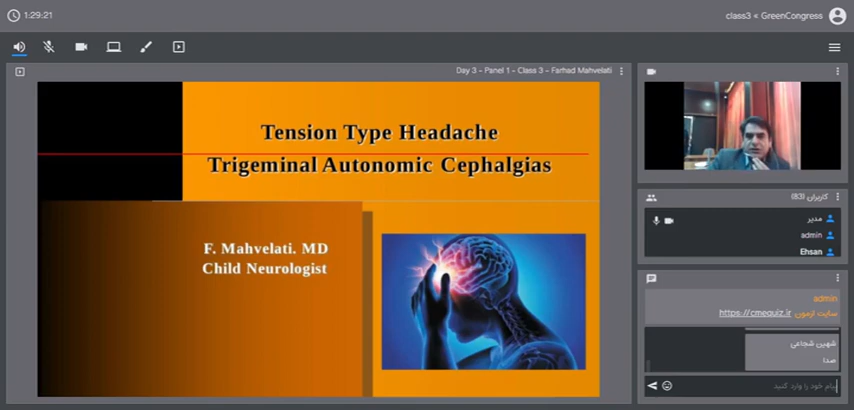 1:29:21
class3 < GreenCongress
Day 3 - Panel 1 - Class 3 - Farhad Mahvelati
Tension Type Headache
Trigeminal Autonomic Cephalgias
F. Mahvelati. MD
Child Neurologist
کاربران (83)
مدیر
admin
Ehsan
admin
سایت ازمون https://cmequiz.ir
شهین شجاعی
صدا
پیام خود را وارد کنید